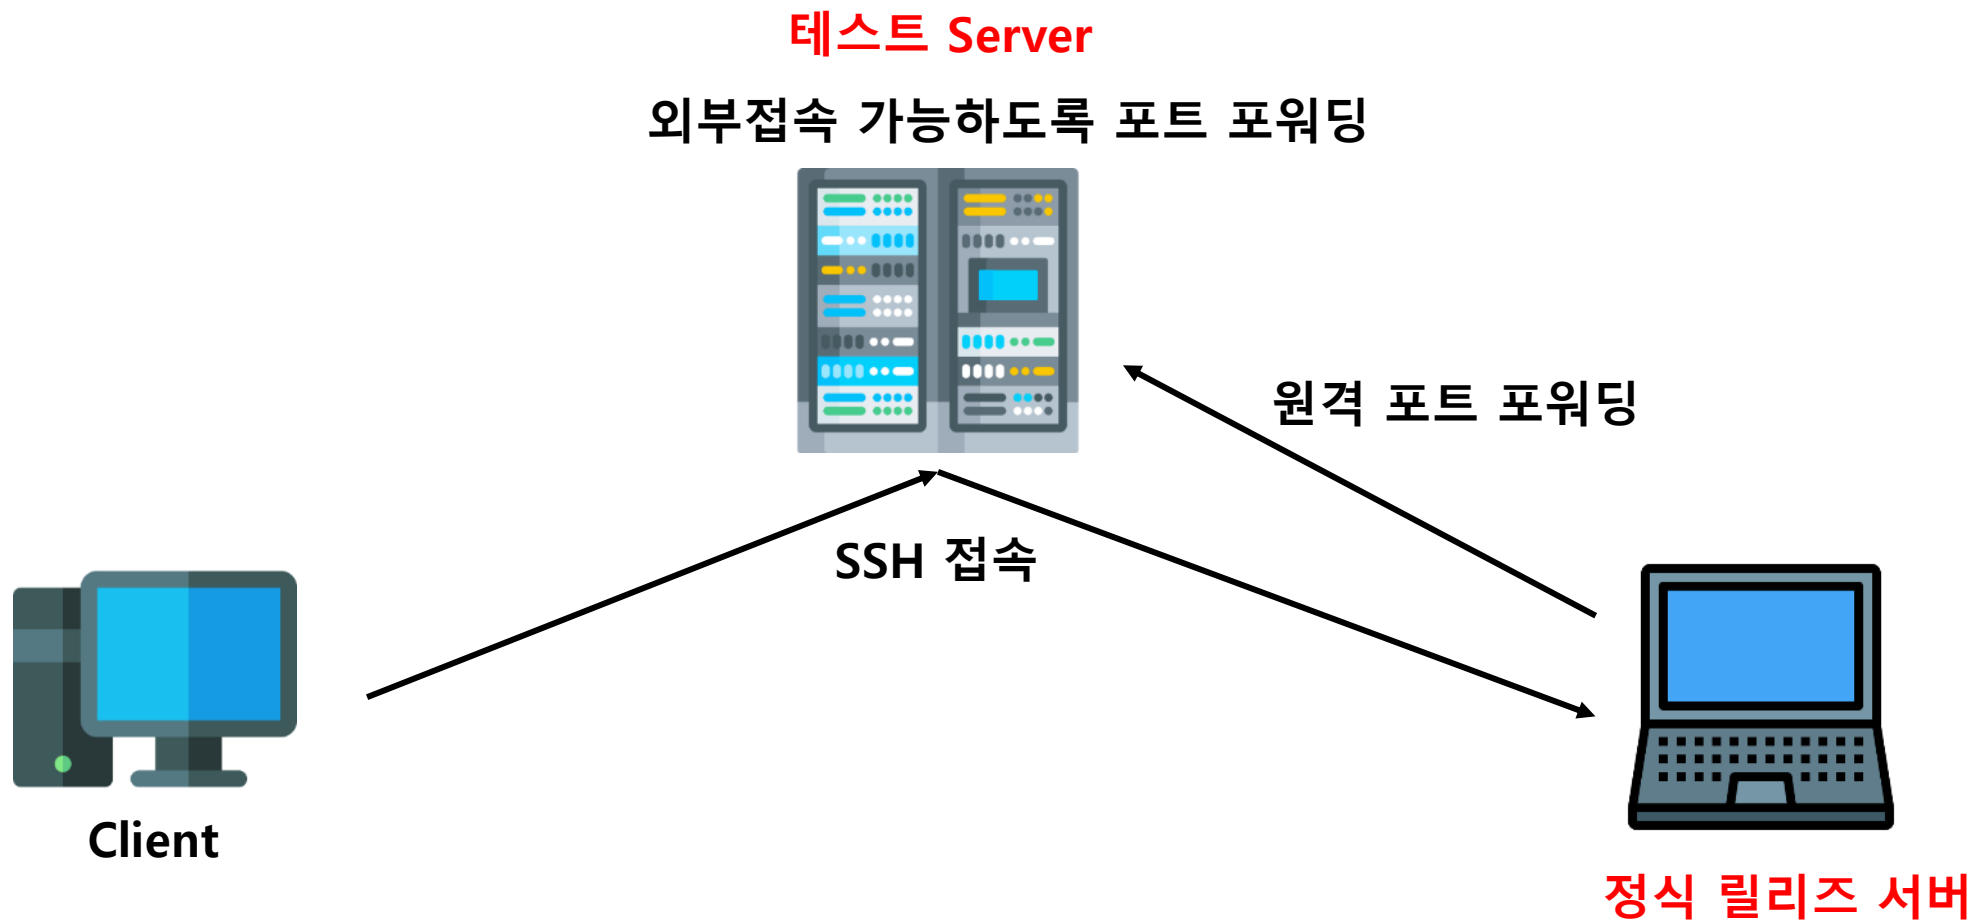 테스트 Server
외부접속 가능하도록 포트 포워딩
원격 포트 포워딩
SSH 접속
Client
정식 릴리즈 서버